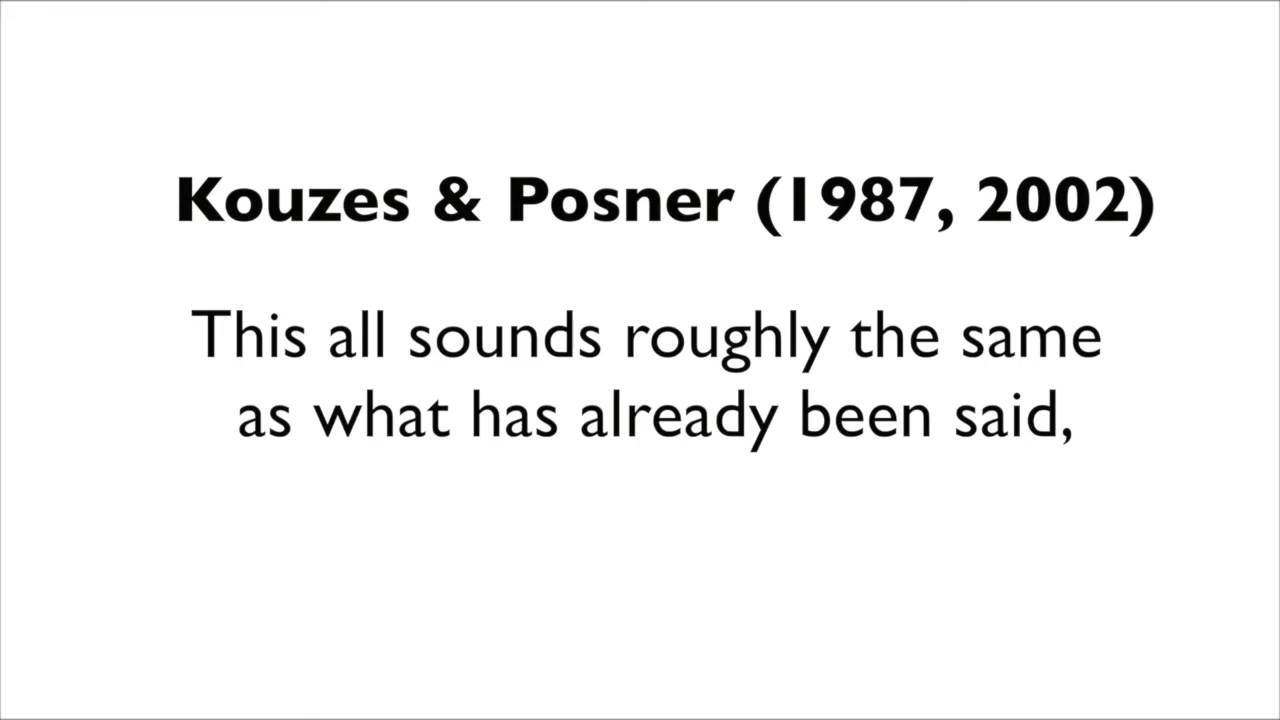 Kouzes & Posner (1987, 2002)
This all sounds roughly the same
as what has already been said,